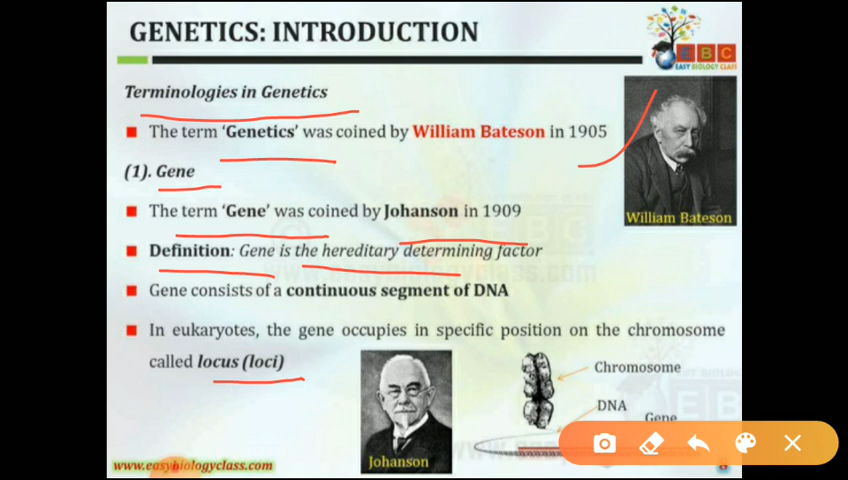 GENETICS: INTRODUCTION
E B C
EASY BIOLOGY CLASS
Terminologies in Genetics
The term ‘Genetics’ was coined by William Bateson in 1905
(1). Gene
The term ‘Gene’ was coined by Johanson in 1909
William Bateson
Definition: Gene is the hereditary determining factor
www.easybiologyclass.com
Gene consists of a continuous segment of DNA
In eukaryotes, the gene occupies in specific position on the chromosome
called locus (loci)
Chromosome
DNA
Gene
Johanson
www.easybiologyclass.com